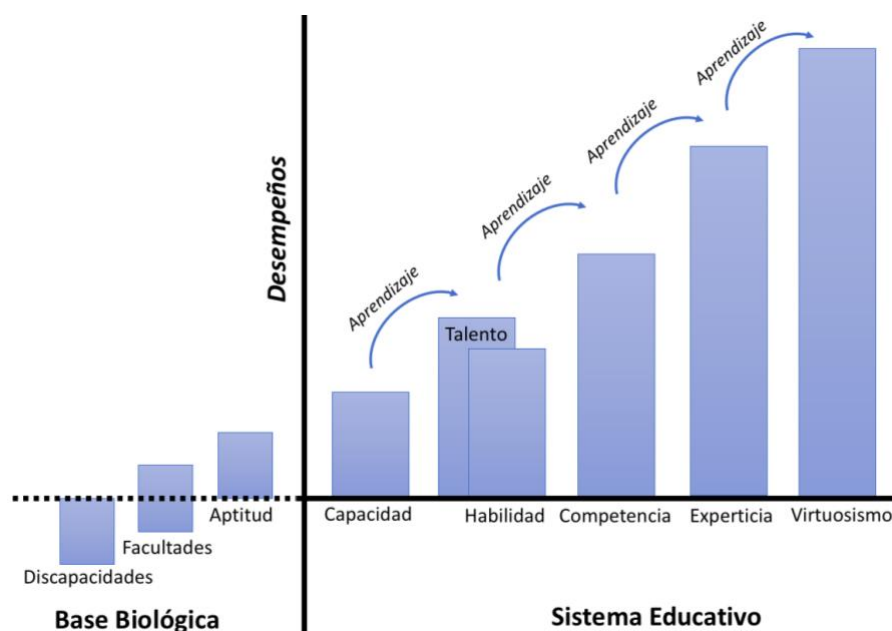 Aprendizaje
Aprendizaje
Aprendizaje
Aprendizaje
Desempeños
Talento
Capacidad
Habilidad
Competencia
Experticia
Virtuosismo
Aptitud
Facultades
Discapacidades
Base Biológica
Sistema Educativo